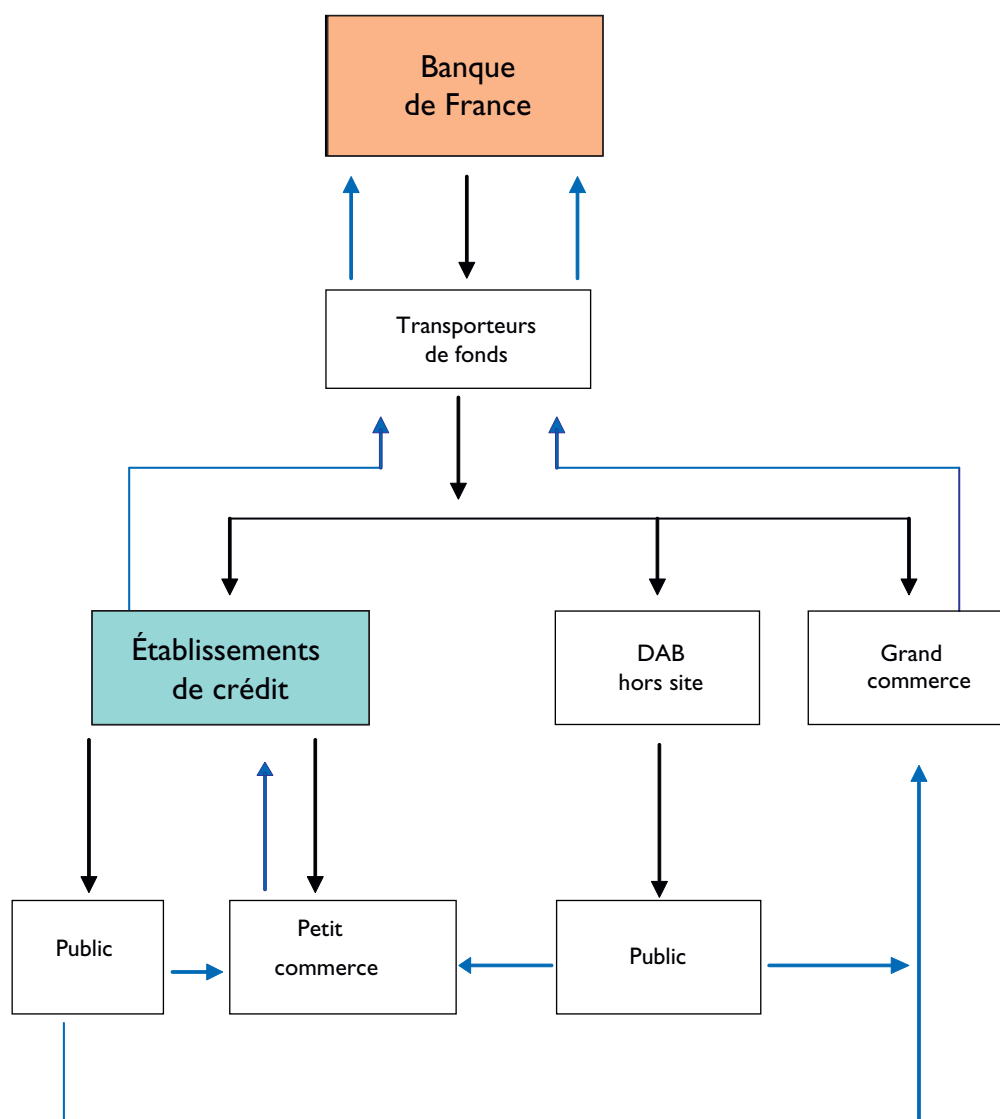 Banque
de France
Transporteurs
de fonds
Établissements
de crédit
DAB
hors site
Grand
commerce
Public
Petit
commerce
Public